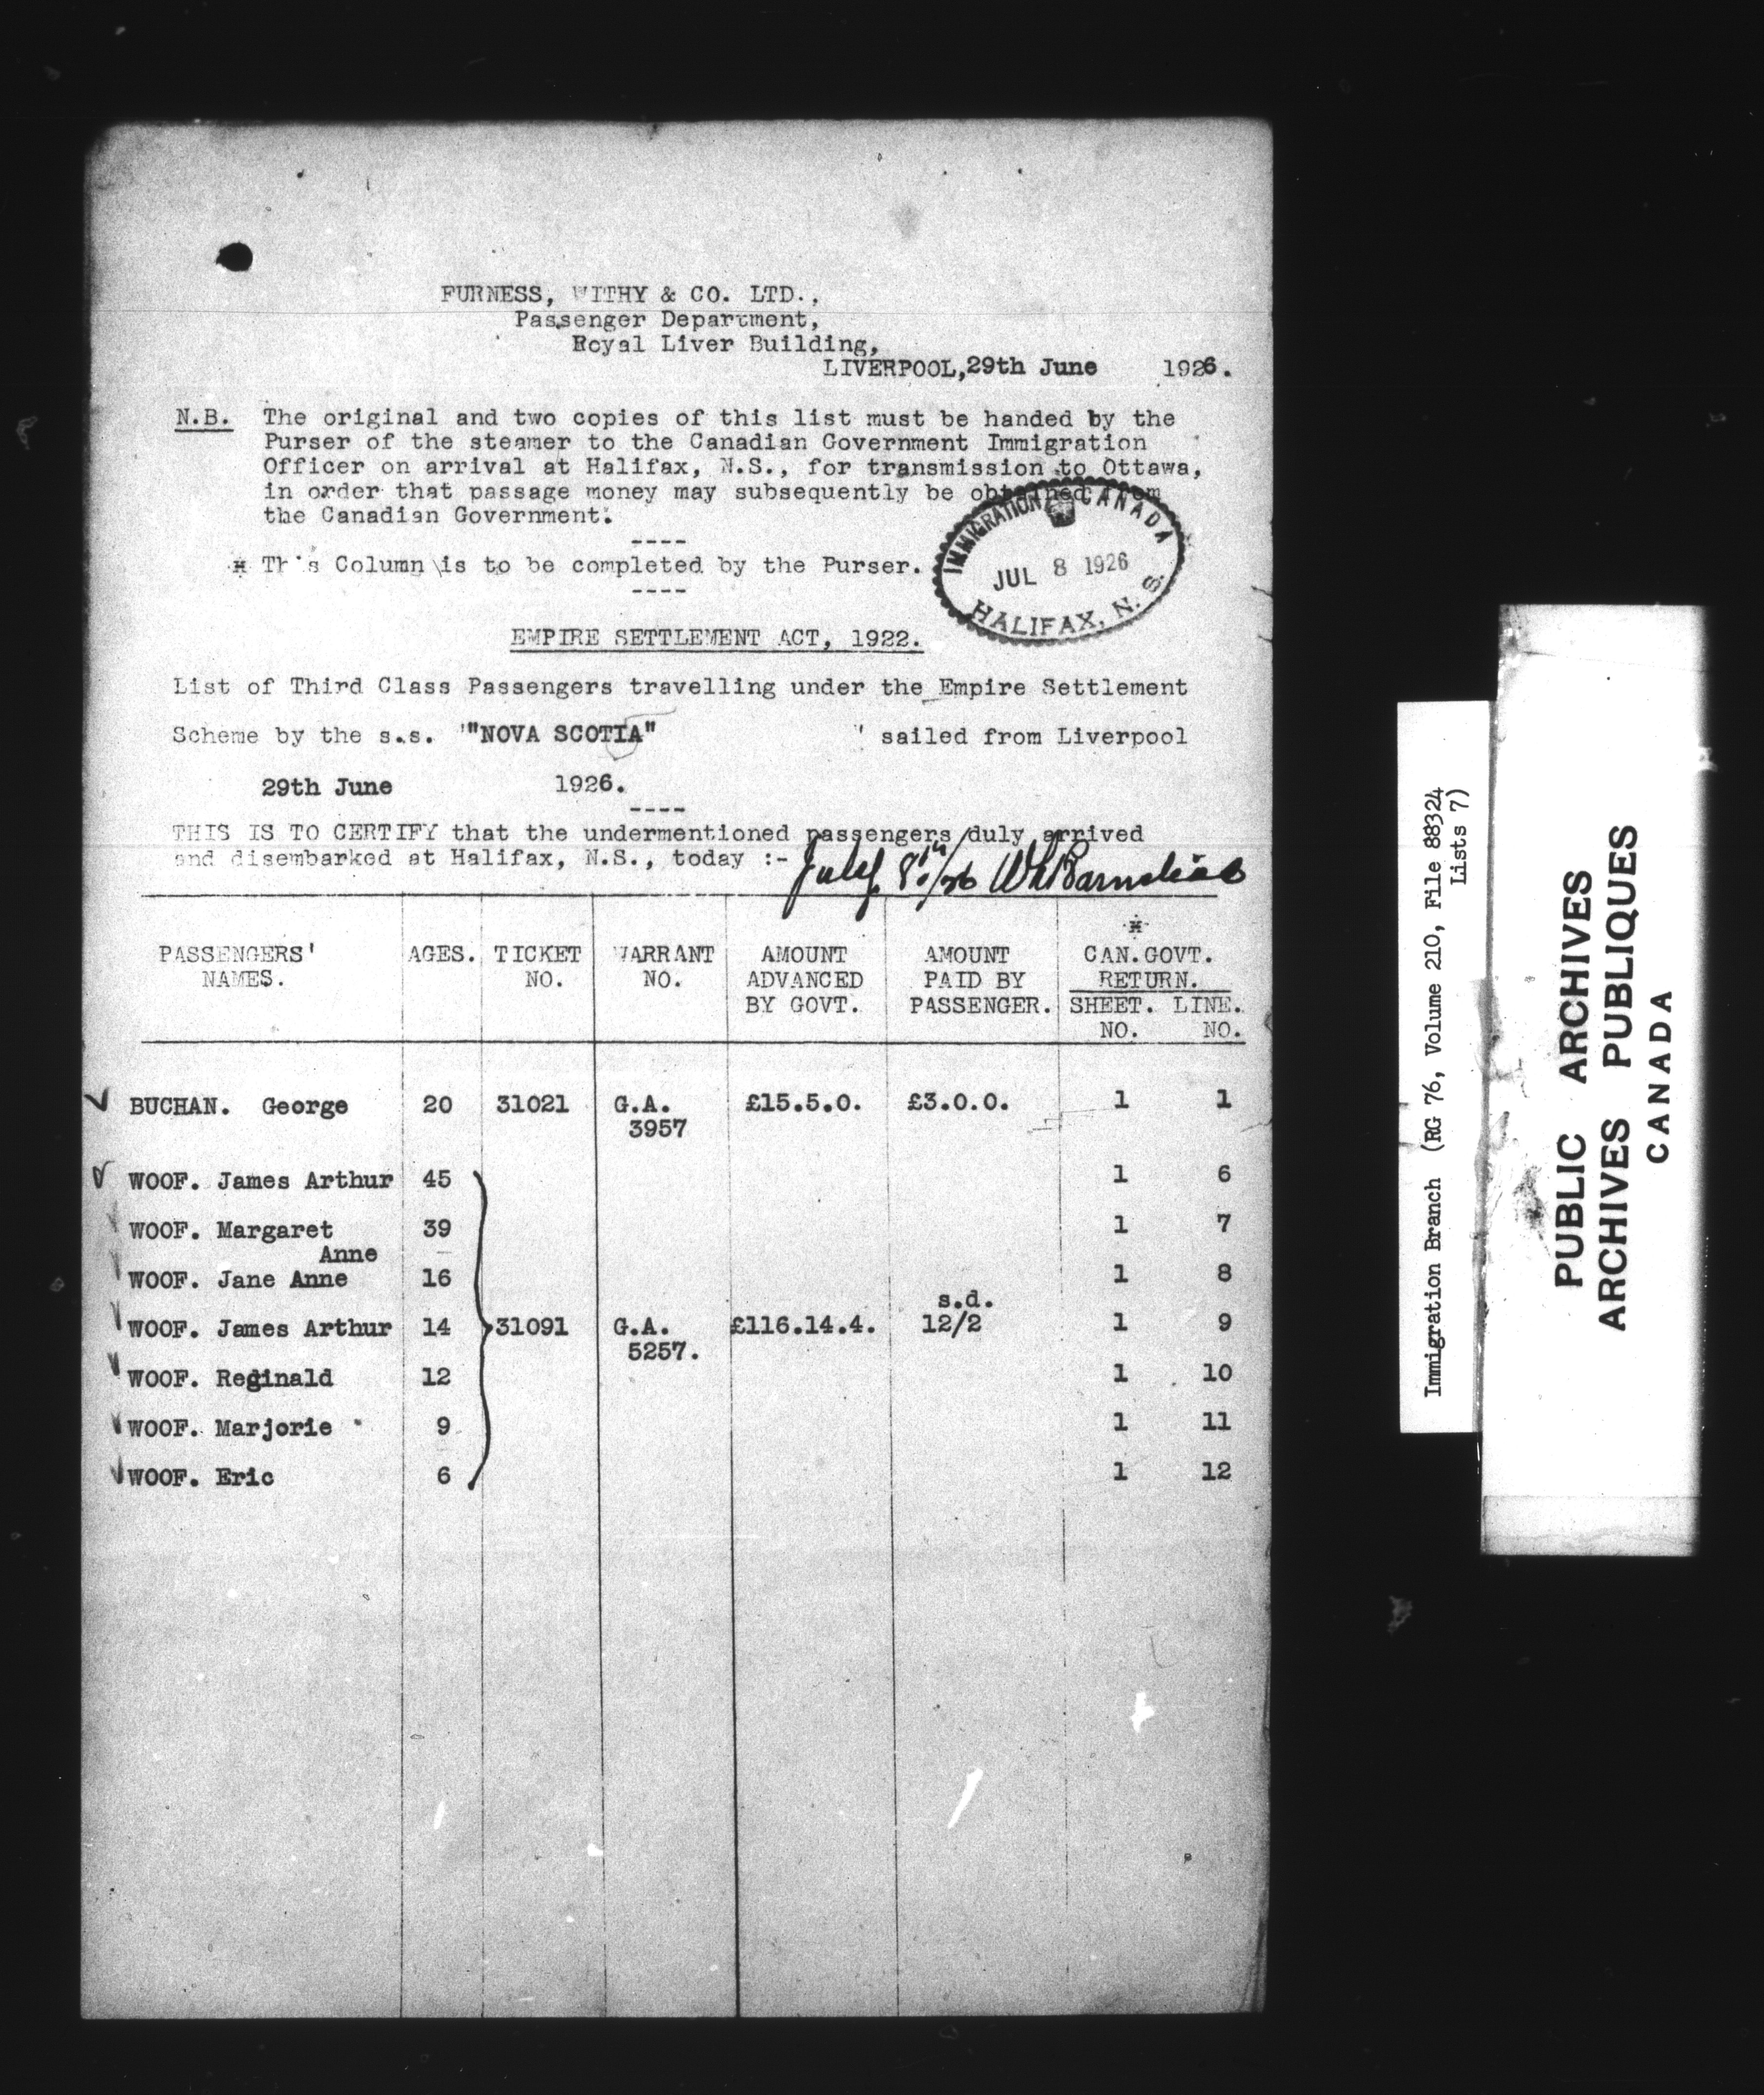 FURNESS, WITHY & CO. LTD.,
Passenger Department,
Royal Liver Building,
LIVERPOOL, 29th June 1926.
N.B. The original and two copies of this list must be handed by the
Purser of the steamer to the Canadian Government Immigration
Officer on arrival at Halifax, N.S., for transmission to Ottawa,
in order that passage money may subsequently be obtained from
the Canadian Government.
----
* This Column is to be completed by the Purser.
----
IMMIGRATION CANADA
JUL 8 1926
HALIFAX, N. S.
EMPIRE SETTLEMENT ACT, 1922.
List of Third Class Passengers travelling under the Empire Settlement
Scheme by the s.s. '"NOVA SCOTIA" ' sailed from Liverpool
29th June 1926.
----
THIS IS TO CERTIFY that the undermentioned passengers duly arrived
and disembarked at Halifax, N.S., today :- July 8th/26
*
PASSENGERS' AGES. TICKET WARRANT AMOUNT AMOUNT CAN.GOVT.
NAMES. NO. NO. ADVANCED PAID BY RETURN.
BY GOVT. PASSENGER. SHEET. LINE.
NO. NO.
BUCHAN. George 20 31021 G.A. £15.5.0. £3.0.0. 1 1
3957
WOOF. James Arthur 45 1 6
WOOF. Margaret 39 1 7
Anne
WOOF. Jane Anne 16 1 8
s.d.
WOOF. James Arthur 14 31091 G.A. £116.14.4. 12/2 1 9
5257.
WOOF. Reginald 12 1 10
WOOF. Marjorie 9 1 11
WOOF. Eric 6 1 12
Immigration Branch (RG 76, Volume 210, File 88324
Lists 7)
PUBLIC ARCHIVES
ARCHIVES PUBLIQUES
CANADA